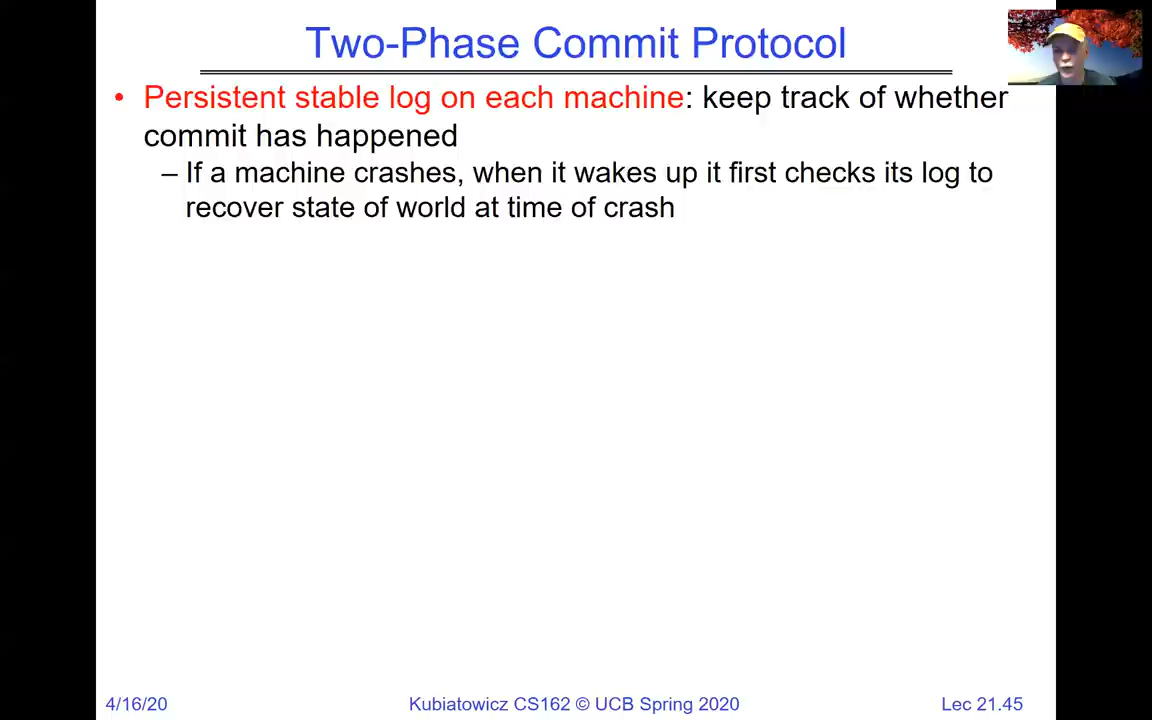 Two-Phase Commit Protocol
• Persistent stable log on each machine: keep track of whether
commit has happened
– If a machine crashes, when it wakes up it first checks its log to
recover state of world at time of crash
4/16/20
Kubiatowicz CS162 © UCB Spring 2020
Lec 21.45